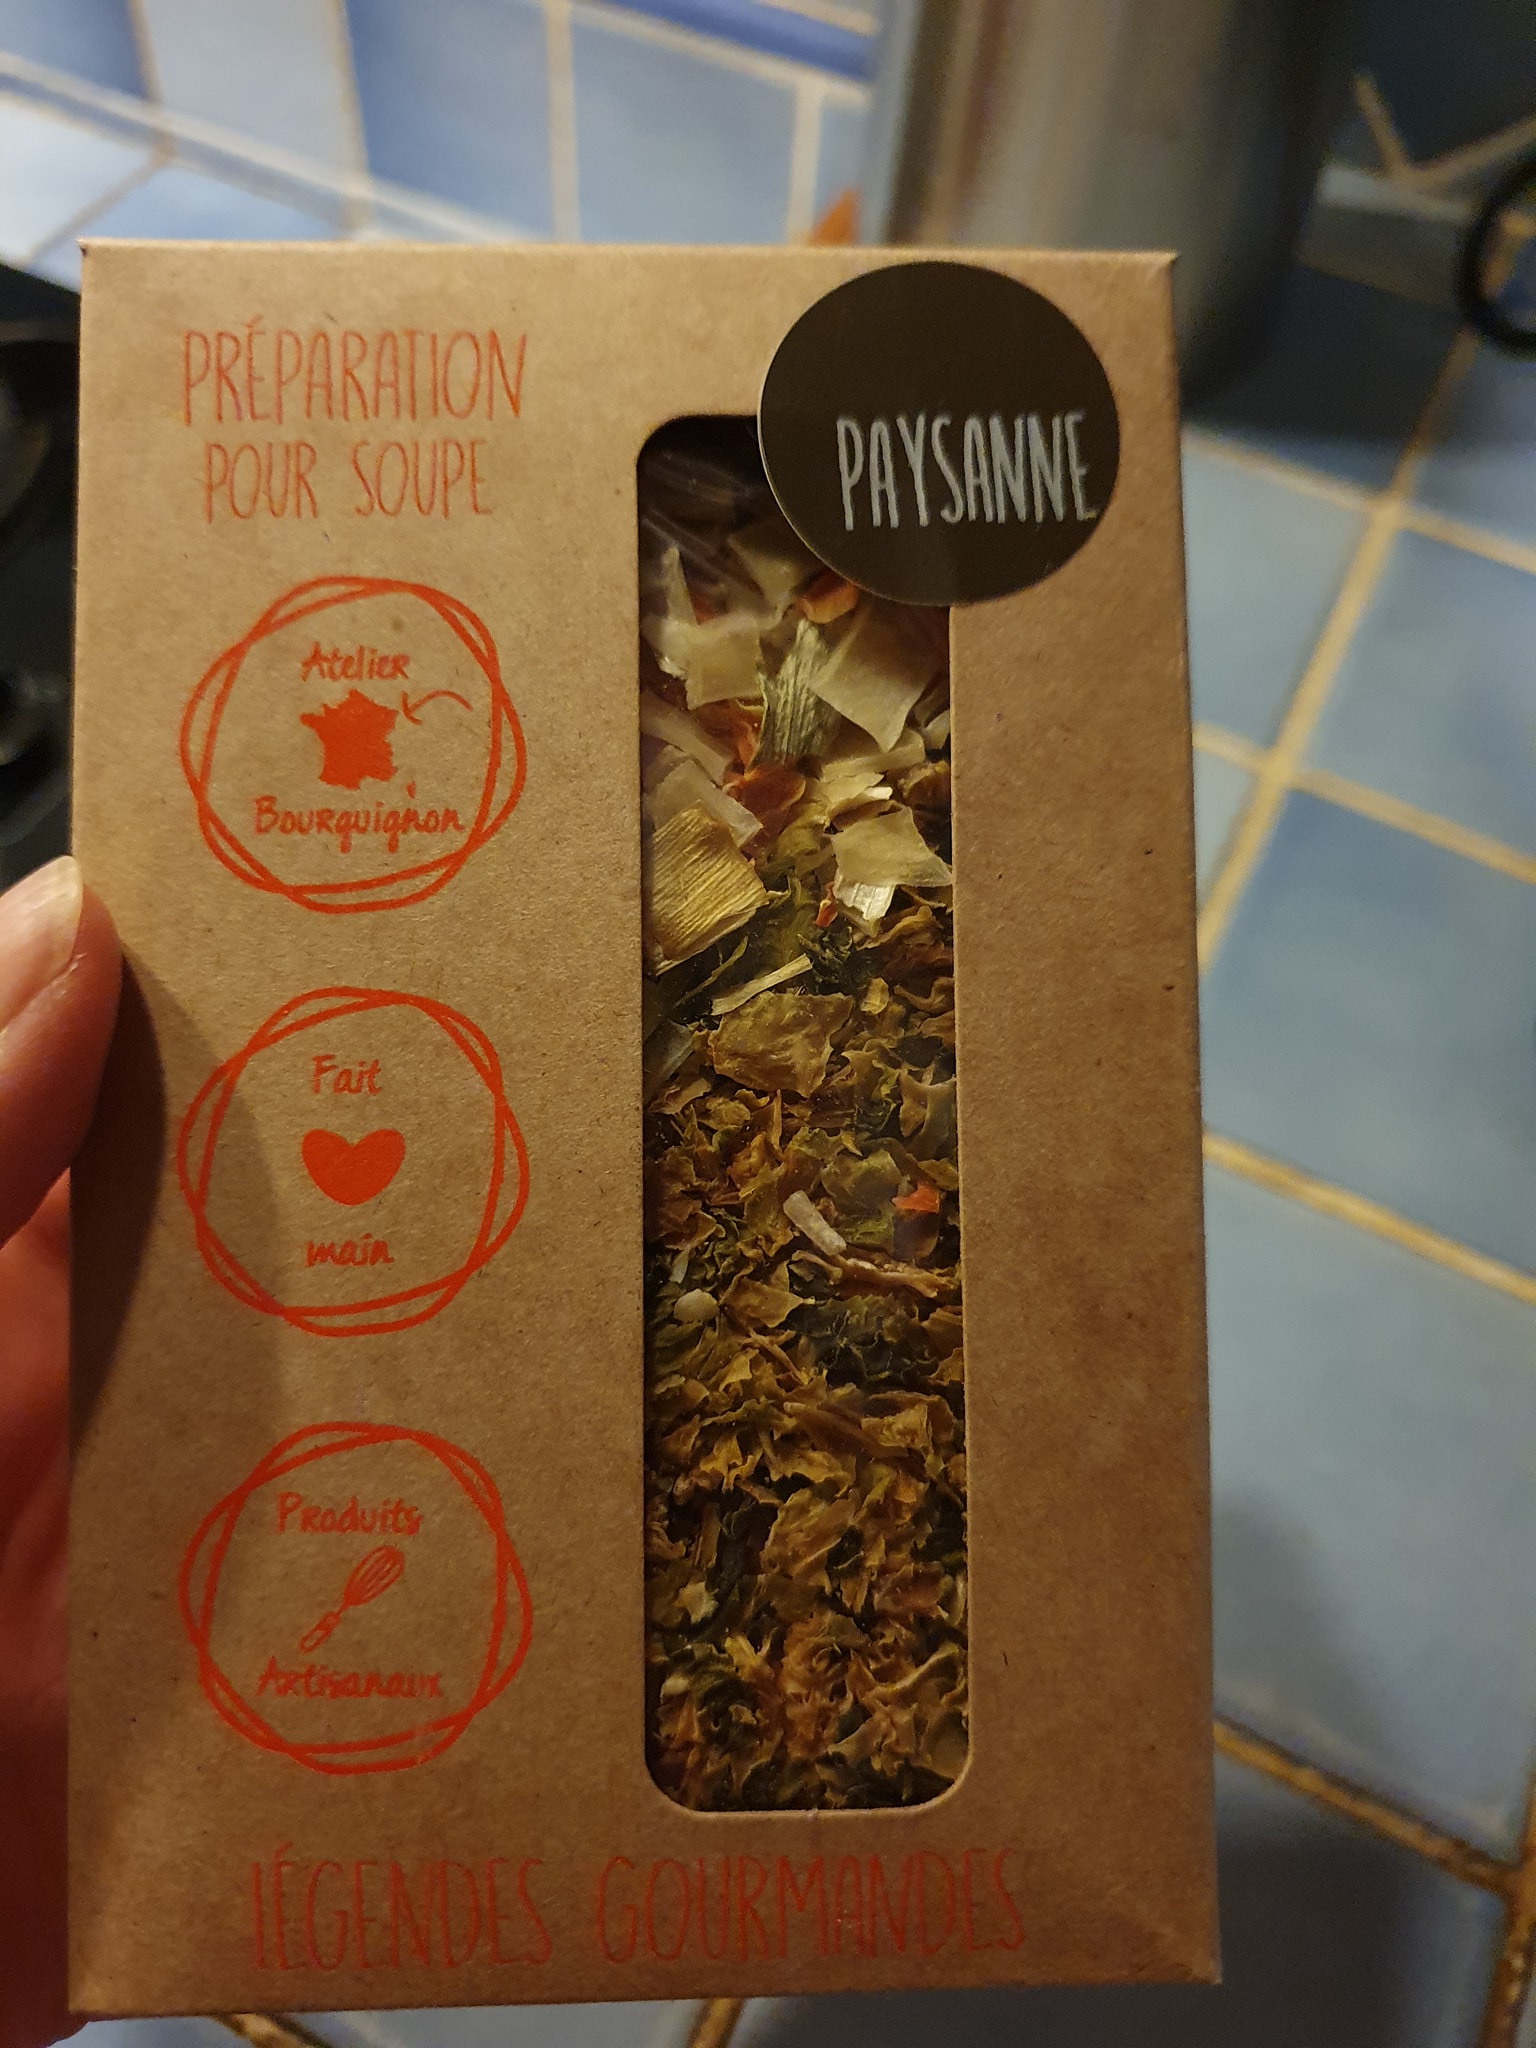 PRÉPARATION
POUR SOUPE
PAYSANNE
Atelier
Bourguignon
Fait
main
Produits
Artisanaux
LÉGENDES GOURMANDES